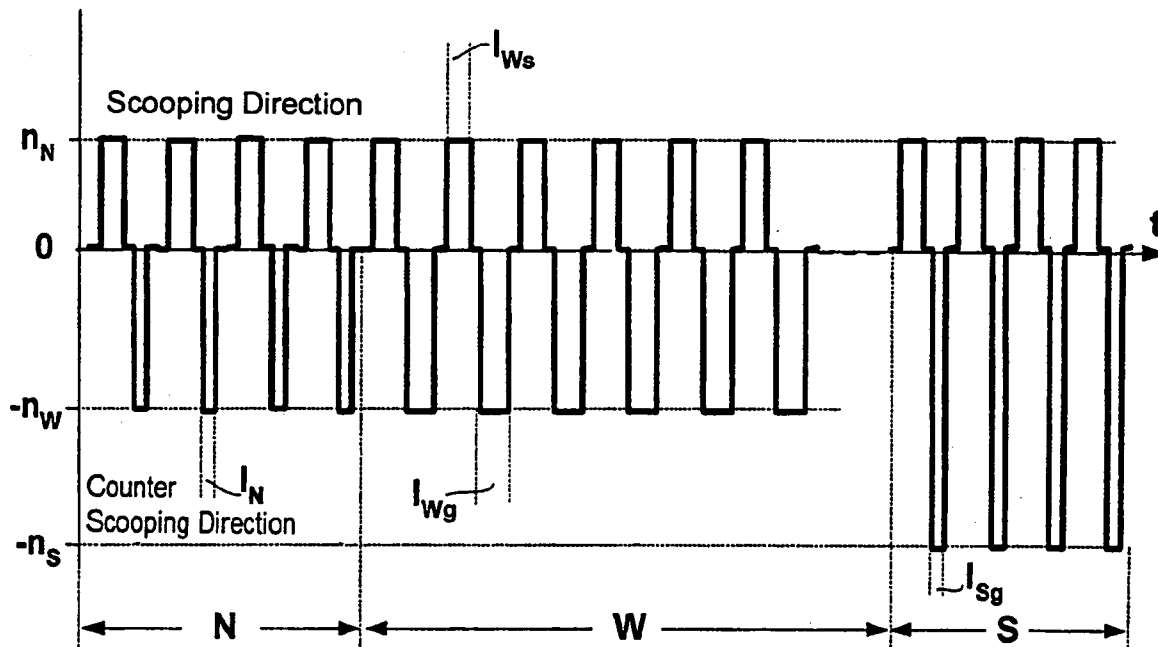 I_Ws
Scooping Direction
n_N
0
t
-n_W
I_N
Counter
Scooping Direction
I_Wg
-n_s
I_Sg
N
W
S